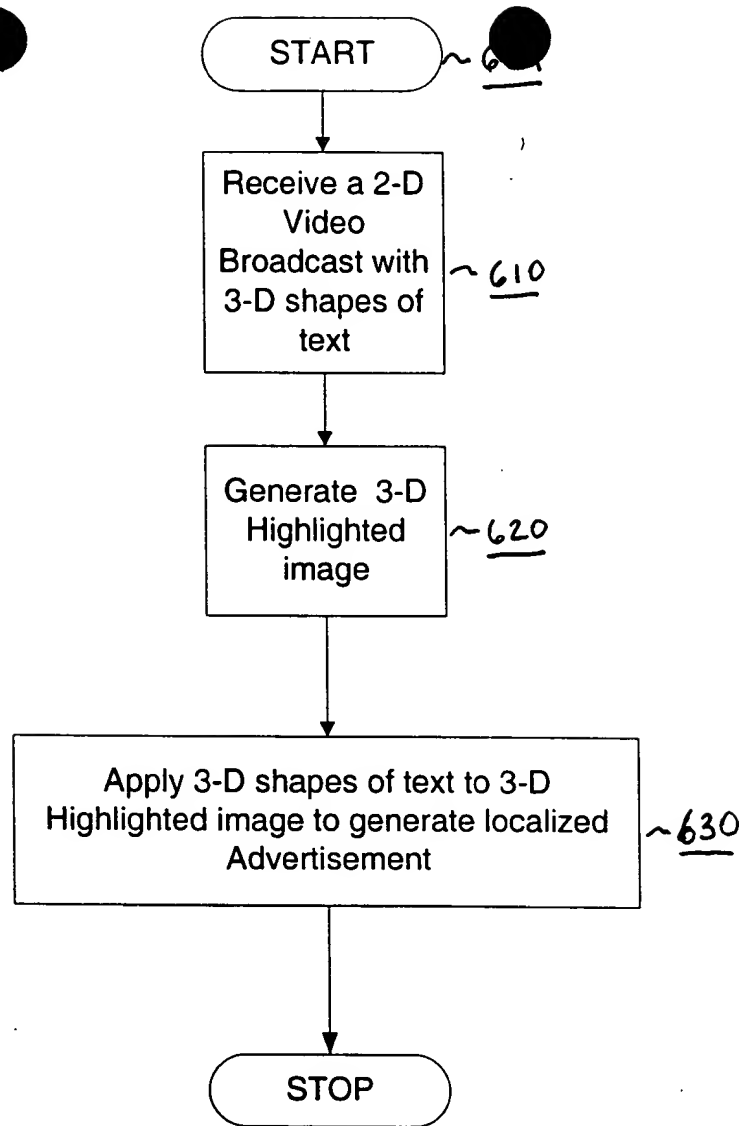 START
Receive a 2-D
Video
Broadcast with
3-D shapes of
text
~ 610
Generate 3-D
Highlighted
image
~ 620
Apply 3-D shapes of text to 3-D
Highlighted image to generate localized
Advertisement
~ 630
STOP